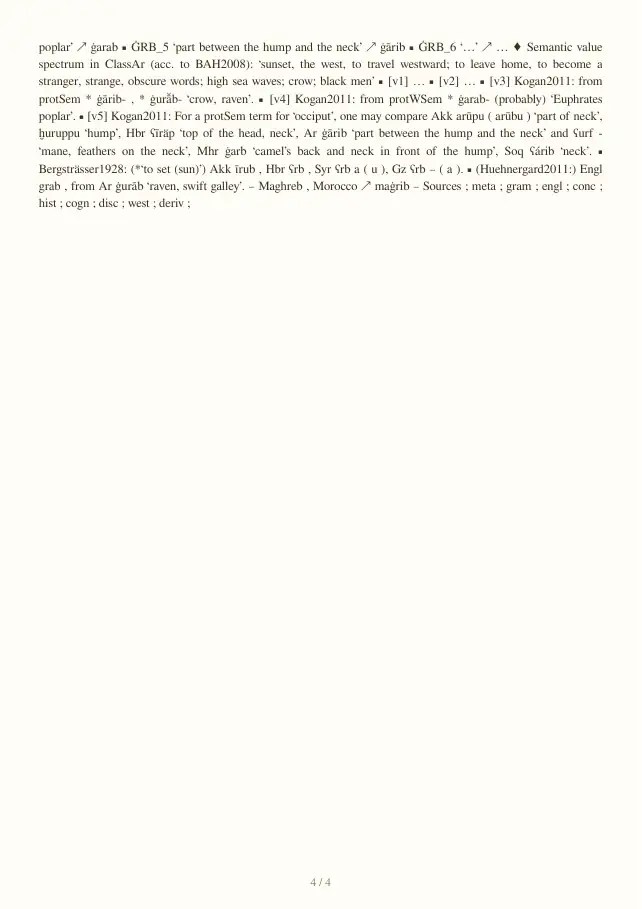 poplar’ ↗ ġarab ▪ ĠRB_5 ‘part between the hump and the neck’ ↗ ġārib ▪ ĠRB_6 ‘…’ ↗ … ♦ Semantic value
spectrum in ClassAr (acc. to BAH2008): ‘sunset, the west, to travel westward; to leave home, to become a
stranger, strange, obscure words; high sea waves; crow; black men’ ▪ [v1] … ▪ [v2] … ▪ [v3] Kogan2011: from
protSem * ġārib- , * ġurā̆b- ‘crow, raven’. ▪ [v4] Kogan2011: from protWSem * ġarab- (probably) ‘Euphrates
poplar’. ▪ [v5] Kogan2011: For a protSem term for ‘occiput’, one may compare Akk arūpu ( arūbu ) ‘part of neck’,
ḫuruppu ‘hump’, Hbr ʕīräp ‘top of the head, neck’, Ar ġārib ‘part between the hump and the neck’ and ʕurf -
‘mane, feathers on the neck’, Mhr ġarb ‘camel’s back and neck in front of the hump’, Soq ʕárib ‘neck’. ▪
Bergsträsser1928: (*‘to set (sun)’) Akk īrub , Hbr ʕrb , Syr ʕrb a ( u ), Gz ʕrb – ( a ). ▪ (Huehnergard2011:) Engl
grab , from Ar ġurāb ‘raven, swift galley’. – Maghreb , Morocco ↗ maġrib – Sources ; meta ; gram ; engl ; conc ;
hist ; cogn ; disc ; west ; deriv ;
4 / 4